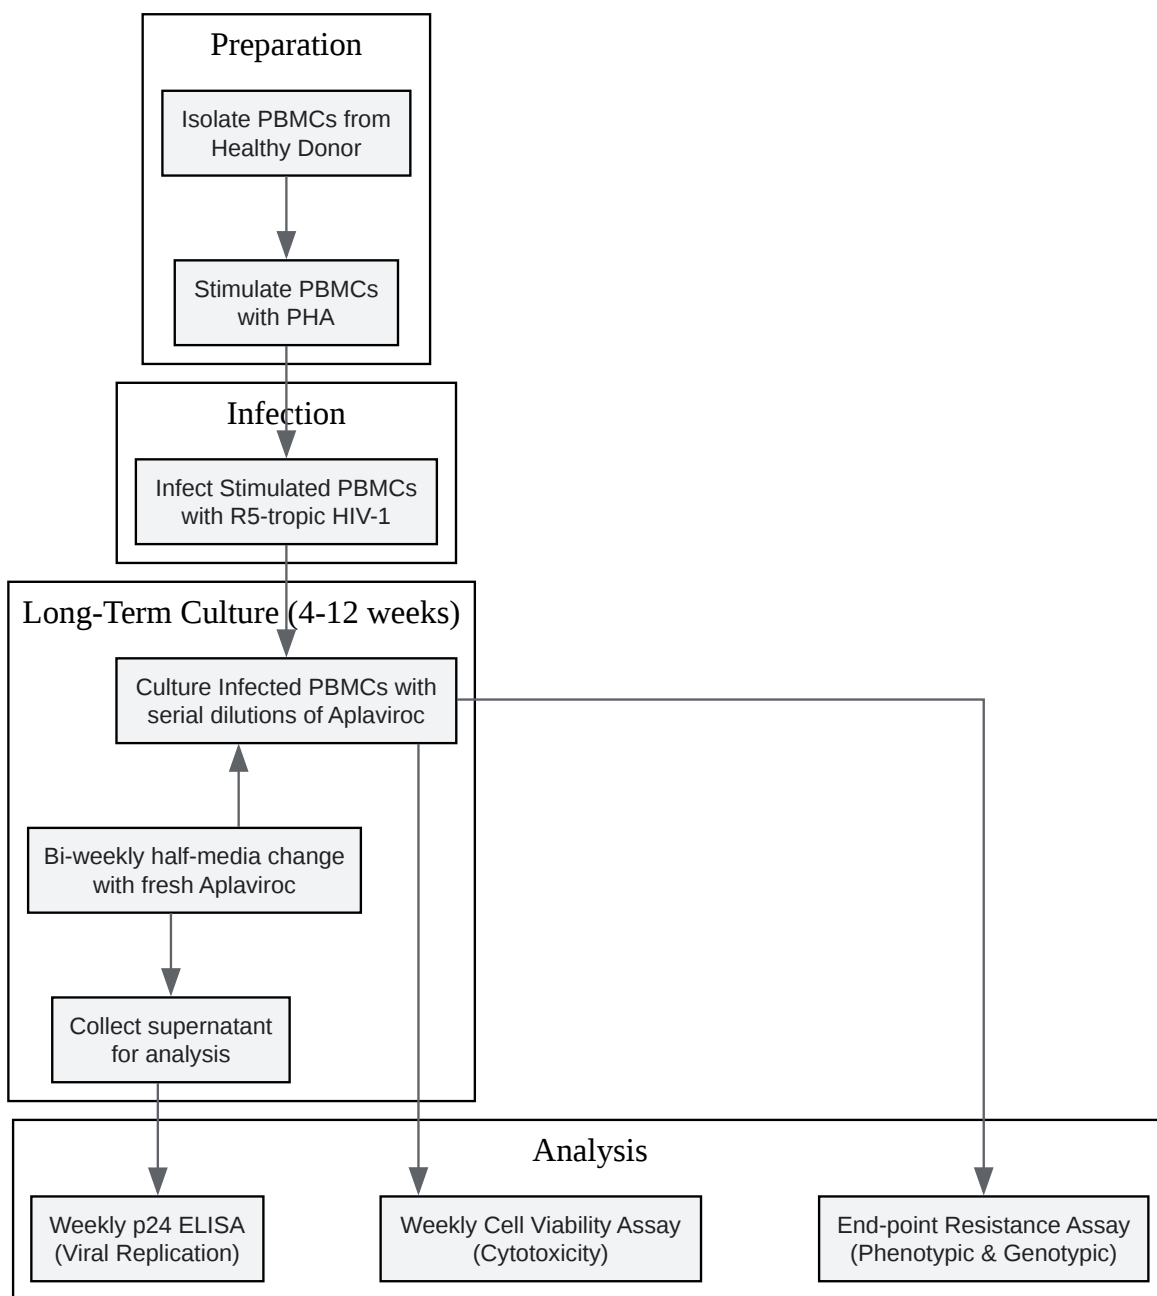 Preparation
Isolate PBMCs from
Healthy Donor
Stimulate PBMCs
with PHA
Infection
Infect Stimulated PBMCs
with R5-tropic HIV-1
Long-Term Culture (4-12 weeks)
Culture Infected PBMCs with
serial dilutions of Aplaviroc
Bi-weekly half-media change
with fresh Aplaviroc
Collect supernatant
for analysis
Analysis
Weekly p24 ELISA
(Viral Replication)
Weekly Cell Viability Assay
(Cytotoxicity)
End-point Resistance Assay
(Phenotypic & Genotypic)